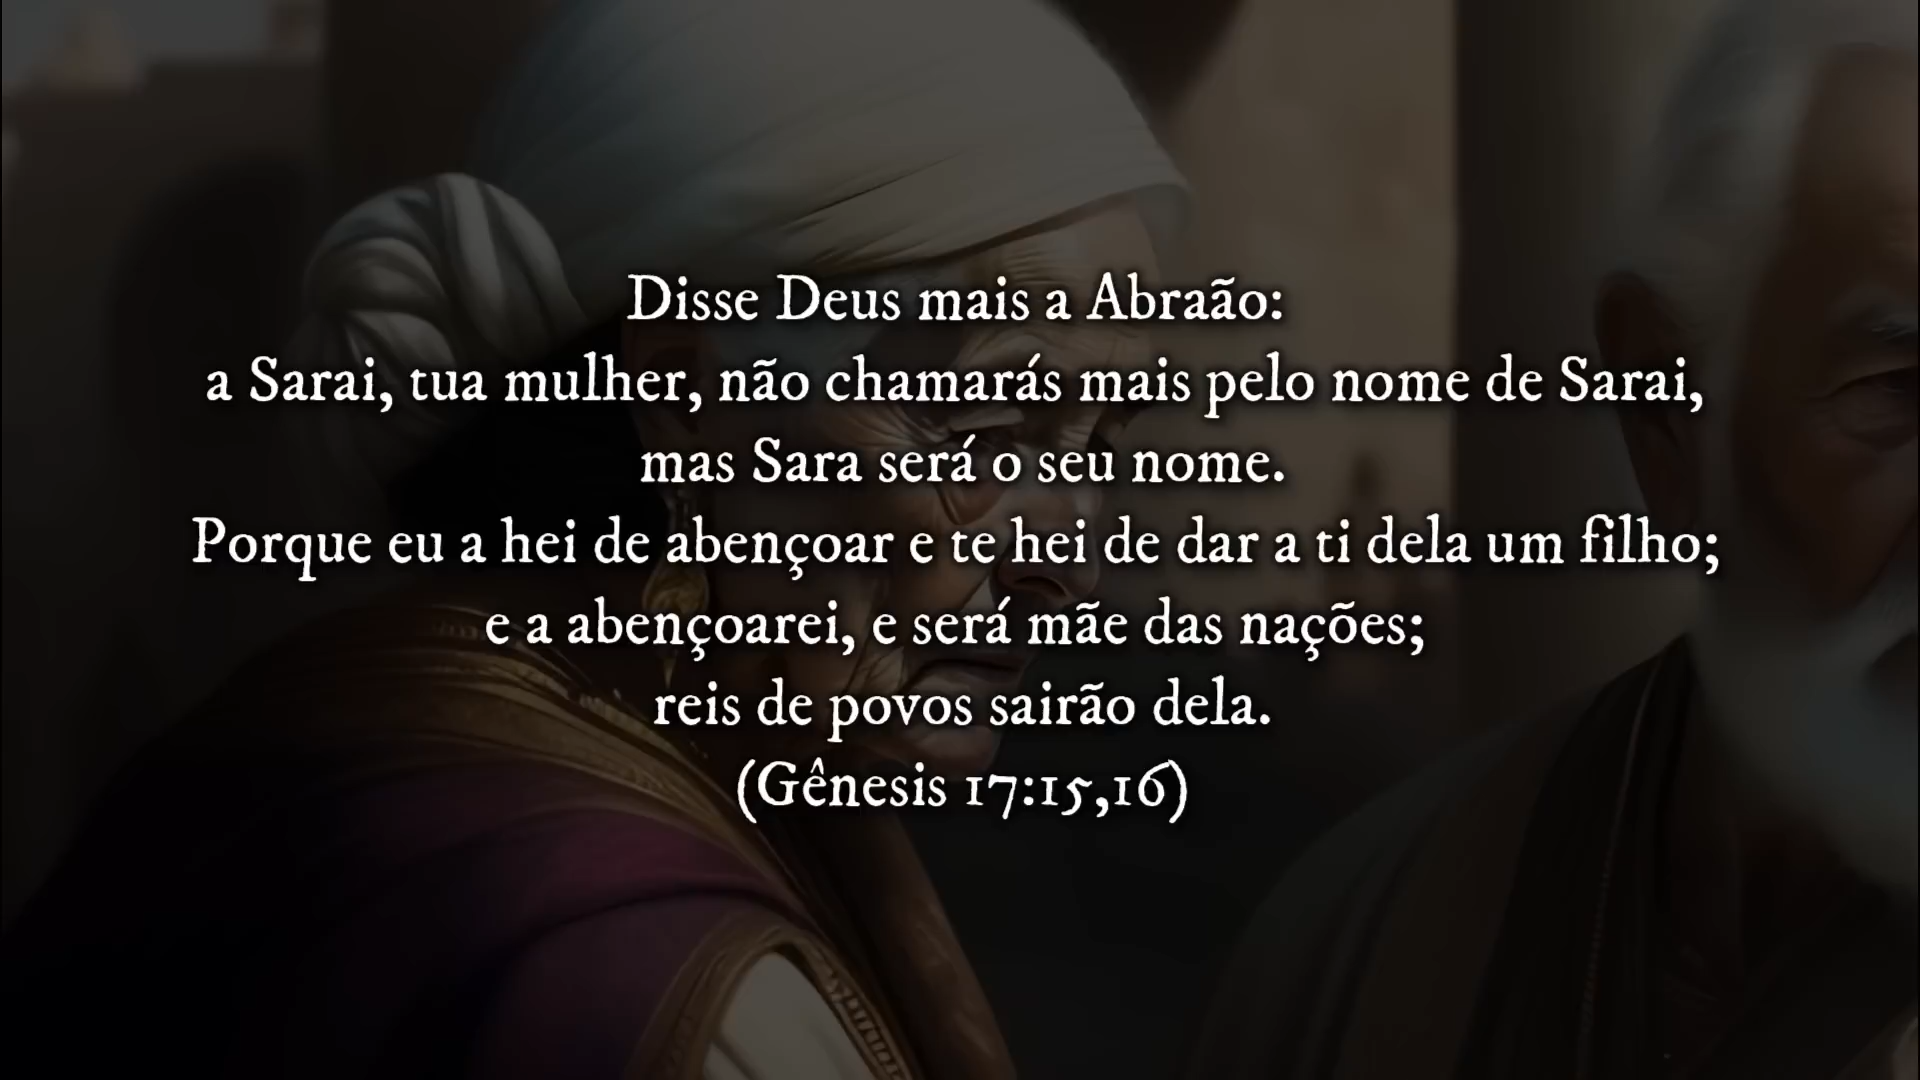 Disse Deus mais a Abraão:
a Sarai, tua mulher, não chamarás mais pelo nome de Sarai,
mas Sara será o seu nome.
Porque eu a hei de abençoar e te hei de dar a ti dela um filho;
e a abençoarei, e será mãe das nações;
reis de povos sairão dela.
(Gênesis 17:15,16)